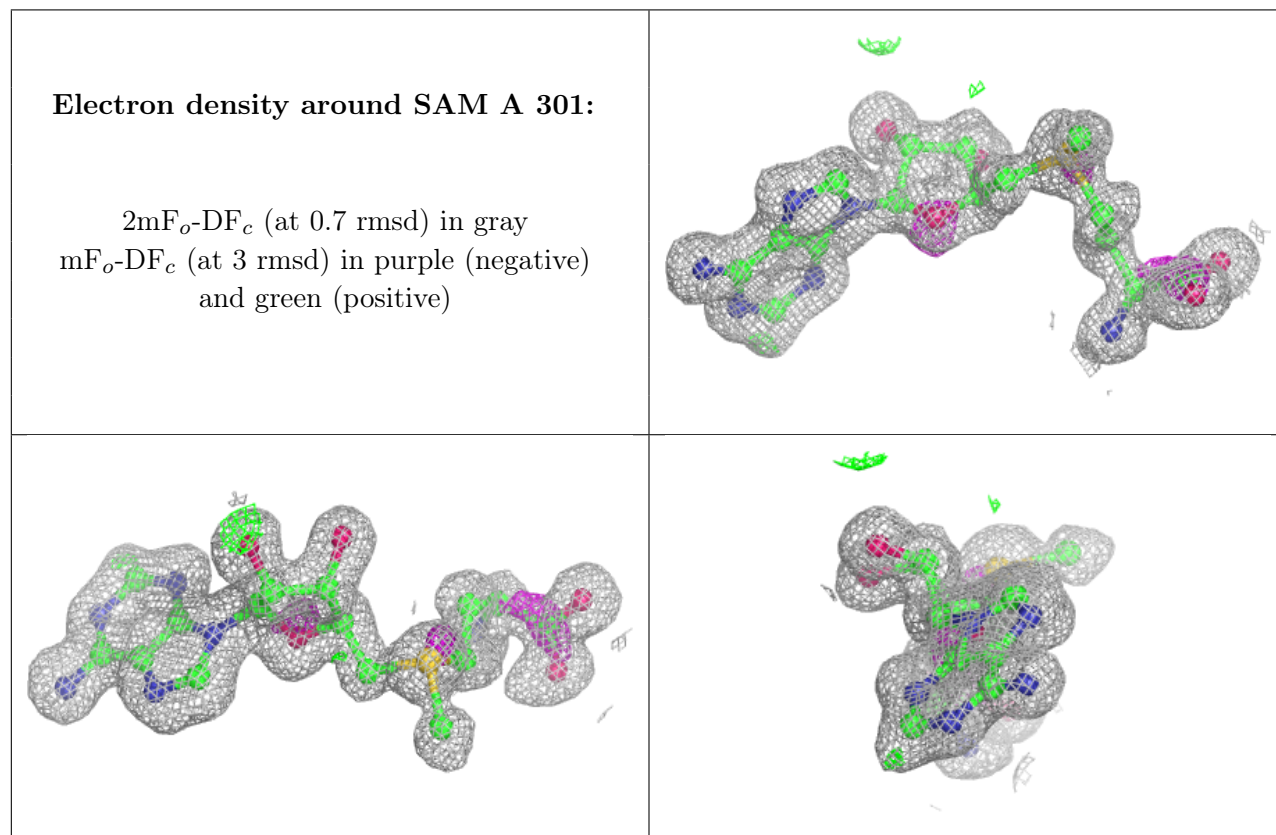 Electron density around SAM A 301:
2mFo-DFc (at 0.7 rmsd) in gray
mFo-DFc (at 3 rmsd) in purple (negative)
and green (positive)